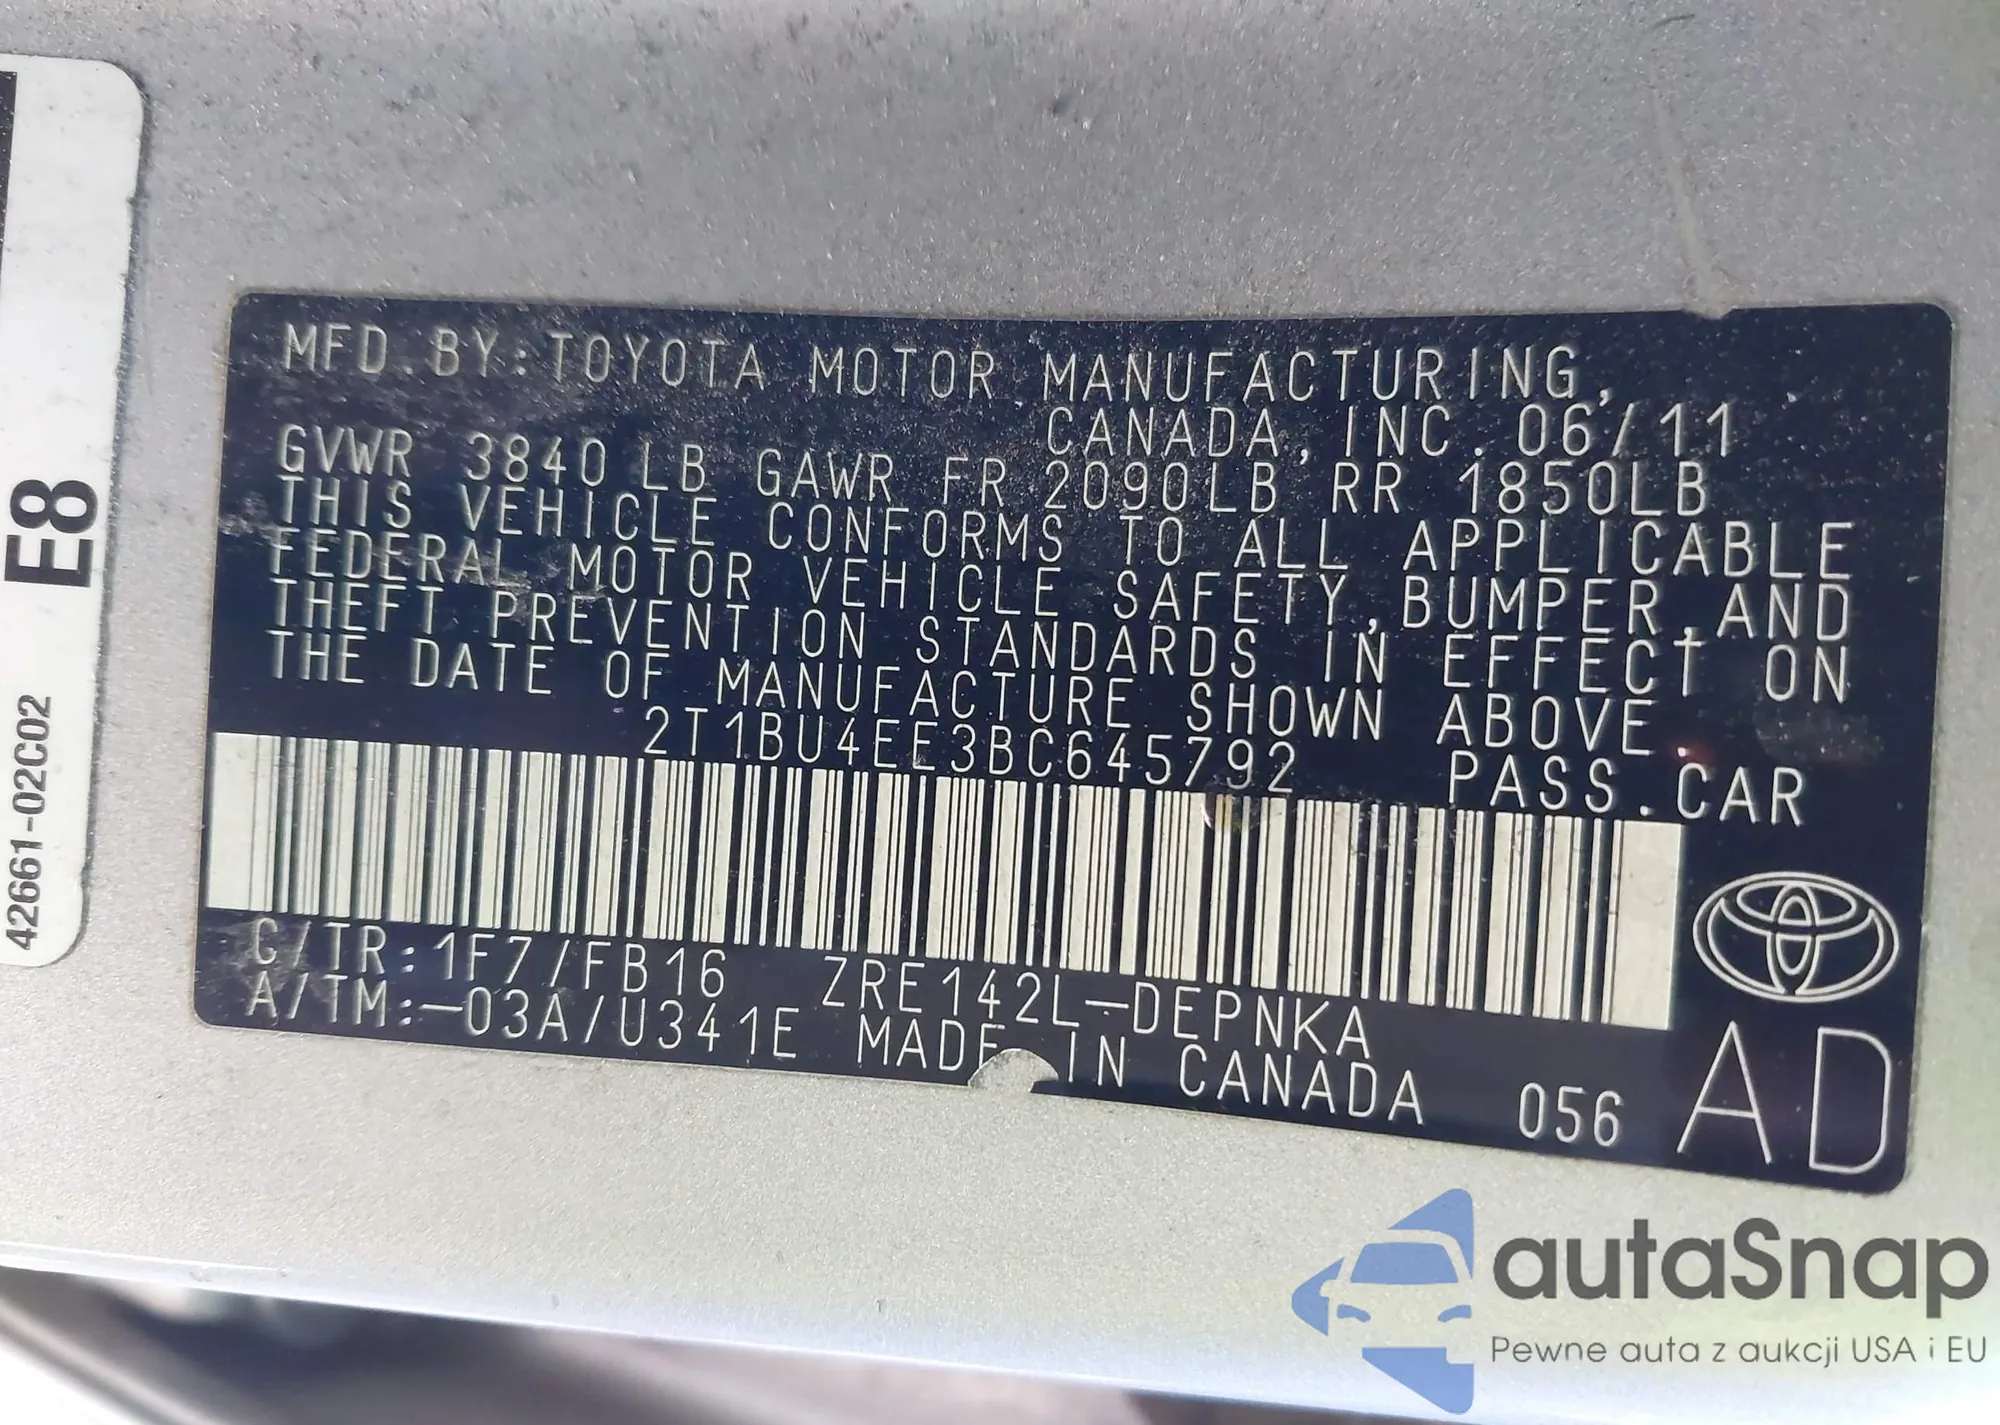 E8
42661-02C02
MFD.BY:TOYOTA MOTOR MANUFACTURING,
CANADA, INC. 06/11
GVWR 3840 LB GAWR FR 2090LB RR 1850LB
THIS VEHICLE CONFORMS TO ALL APPLICABLE
FEDERAL MOTOR VEHICLE SAFETY,BUMPER,AND
THEFT PREVENTION STANDARDS IN EFFECT ON
THE DATE OF MANUFACTURE SHOWN ABOVE.
2T1BU4EE3BC645792 PASS.CAR
C/TR:1F7/FB16 ZRE142L-DEPNKA
A/TM:-03A/U341E MADE IN CANADA 056
AD
autaSnap
Pewne auta z aukcji USA i EU